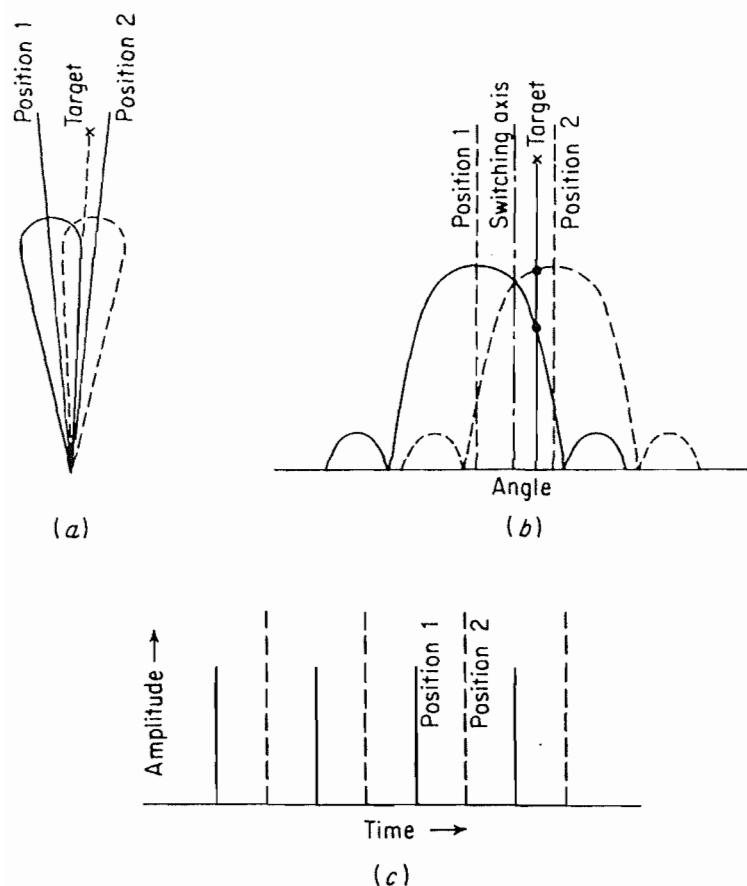 Position 1
Target
Position 2
(a)
Position 1
Switching axis
Target
Position 2
Angle
(b)
Amplitude
Position 1
Position 2
Time
(c)